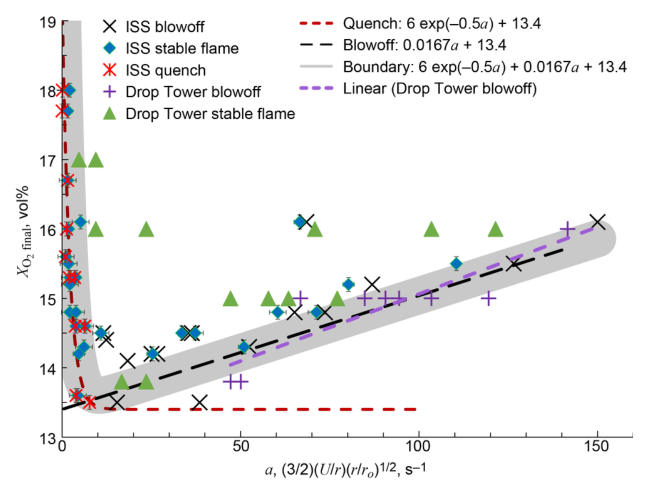 ISS blowoff
ISS stable flame
ISS quench
Drop Tower blowoff
Drop Tower stable flame
Quench: 6 exp(−0.5a) + 13.4
Blowoff: 0.0167a + 13.4
Boundary: 6 exp(−0.5a) + 0.0167a + 13.4
Linear (Drop Tower blowoff)
19
18
17
16
15
14
13
X_O₂ final, vol%
0
50
100
150
a, (3/2)(U/r)(r/r_o)^1/2, s⁻¹